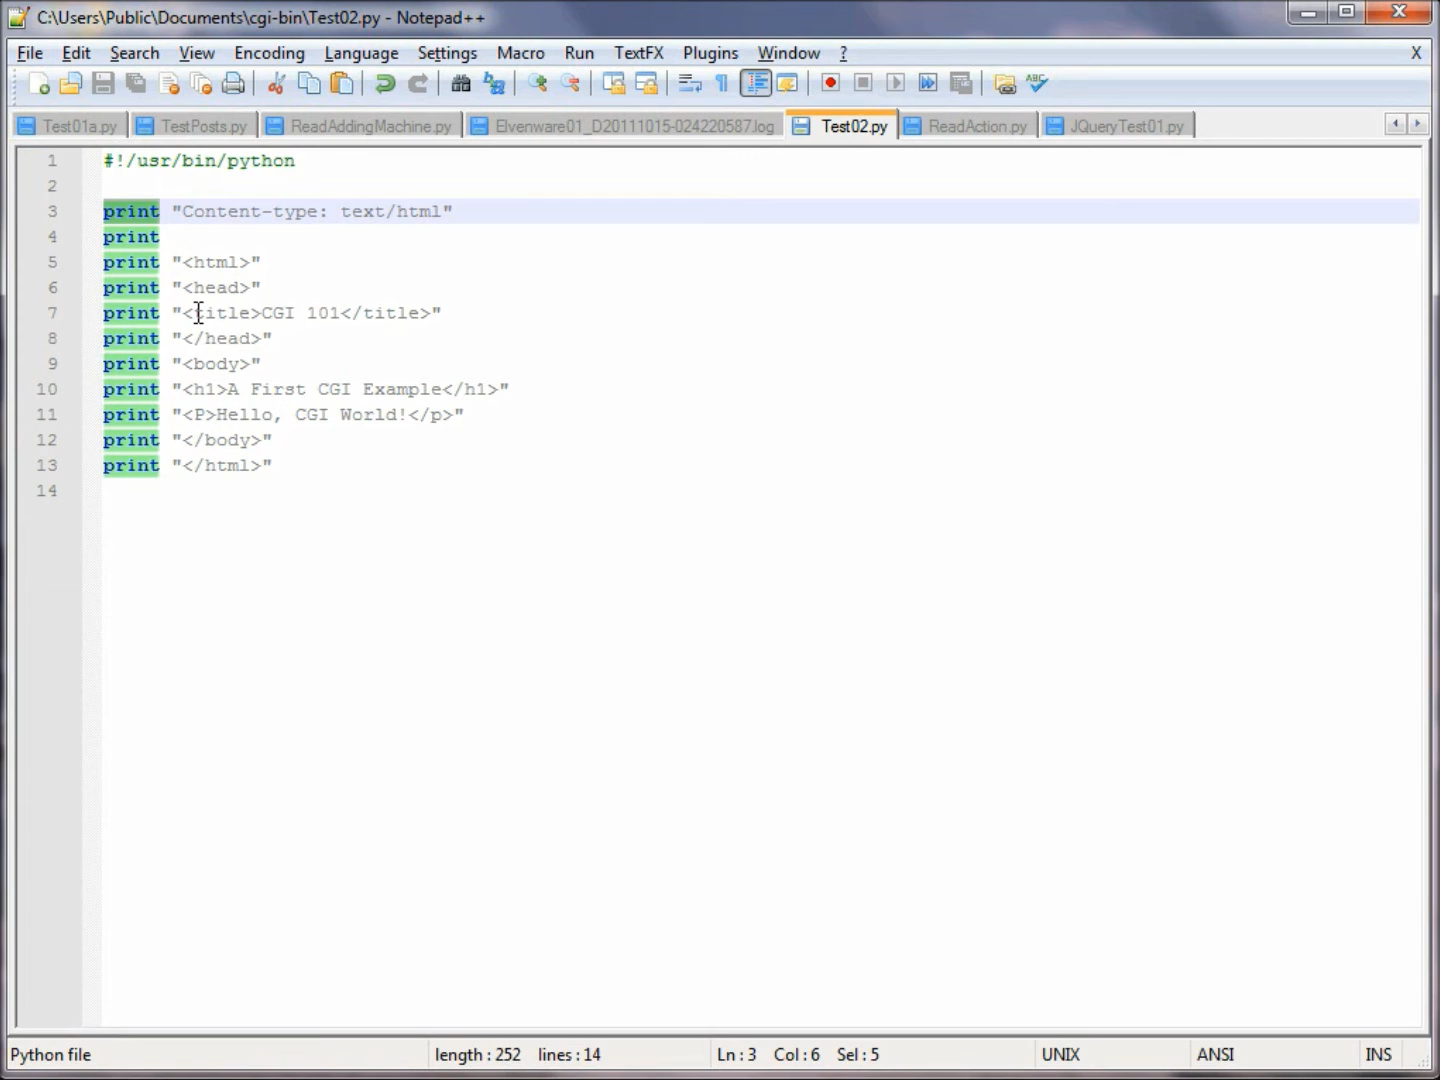 C:\Users\Public\Documents\cgi-bin\Test02.py - Notepad++
File Edit Search View Encoding Language Settings Macro Run TextFX Plugins Window ? X
ABC
Test01a.py TestPosts.py ReadAddingMachine.py Elvenware01_D20111015-024220587.log Test02.py ReadAction.py JQueryTest01.py
1 #!/usr/bin/python
2
3 print "Content-type: text/html"
4 print
5 print "<html>"
6 print "<head>"
7 print "<title>CGI 101</title>"
8 print "</head>"
9 print "<body>"
10 print "<h1>A First CGI Example</h1>"
11 print "<P>Hello, CGI World!</p>"
12 print "</body>"
13 print "</html>"
14
Python file length : 252 lines : 14 Ln : 3 Col : 6 Sel : 5 UNIX ANSI INS